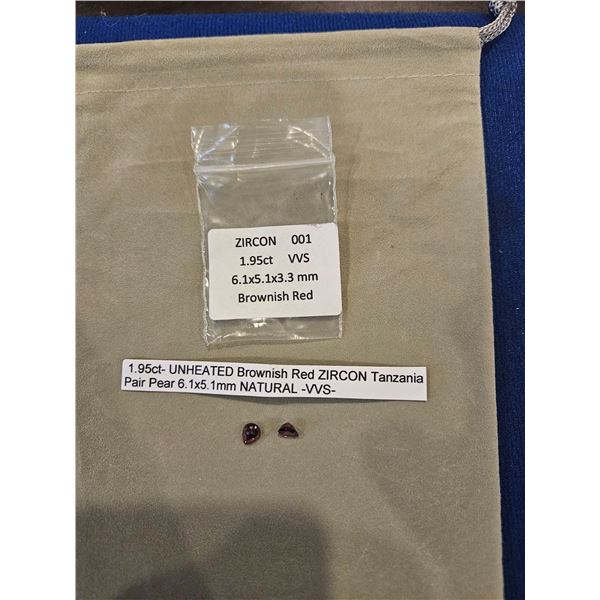 ZIRCON 001
1.95ct VVS
6.1x5.1x3.3 mm
Brownish Red
1.95ct- UNHEATED Brownish Red ZIRCON Tanzania
Pair Pear 6.1x5.1mm NATURAL -VVS-